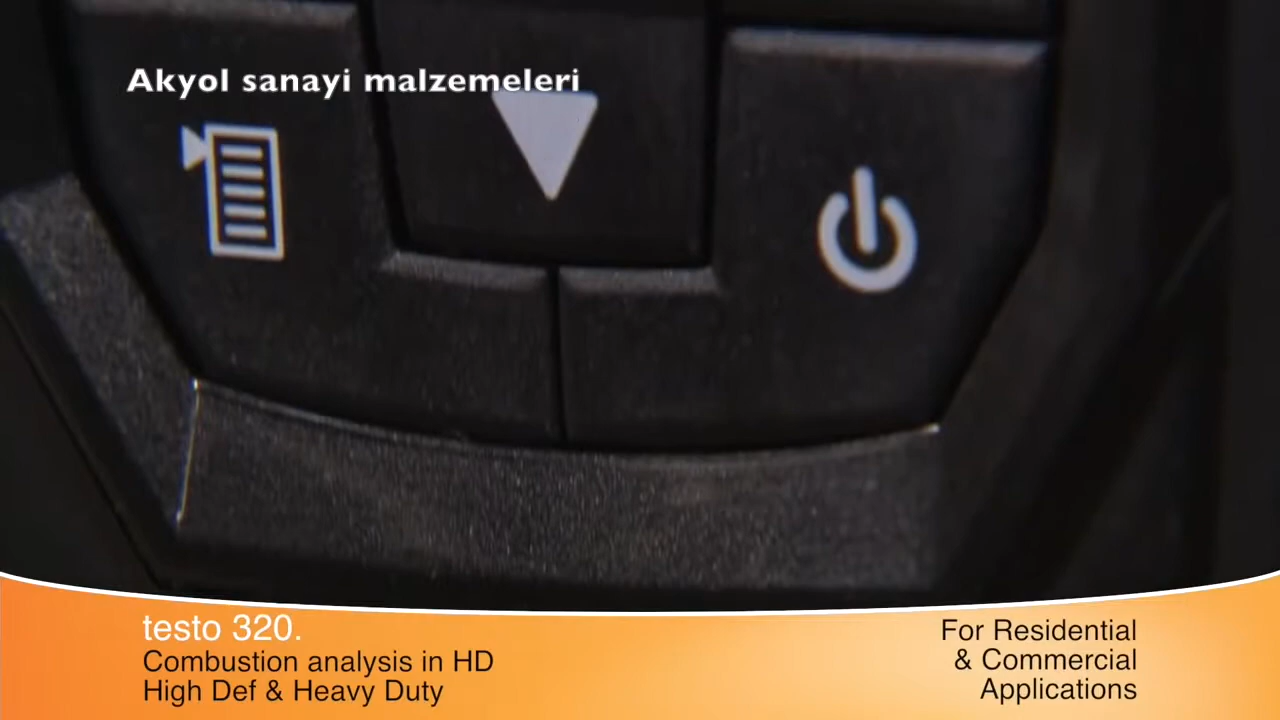 Akyol sanayi malzemeleri
testo 320.
Combustion analysis in HD
High Def & Heavy Duty
For Residential
& Commercial
Applications